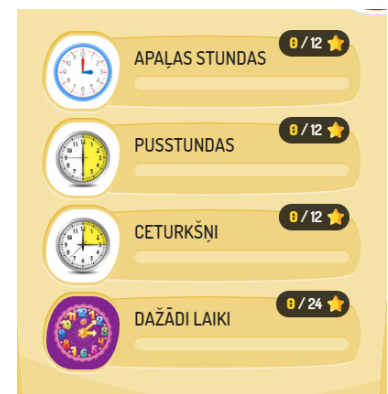 0/12
APAĻAS STUNDAS
0/12
PUSSTUNDAS
0/12
CETURKŠŅI
0/24
DAŽĀDI LAIKI